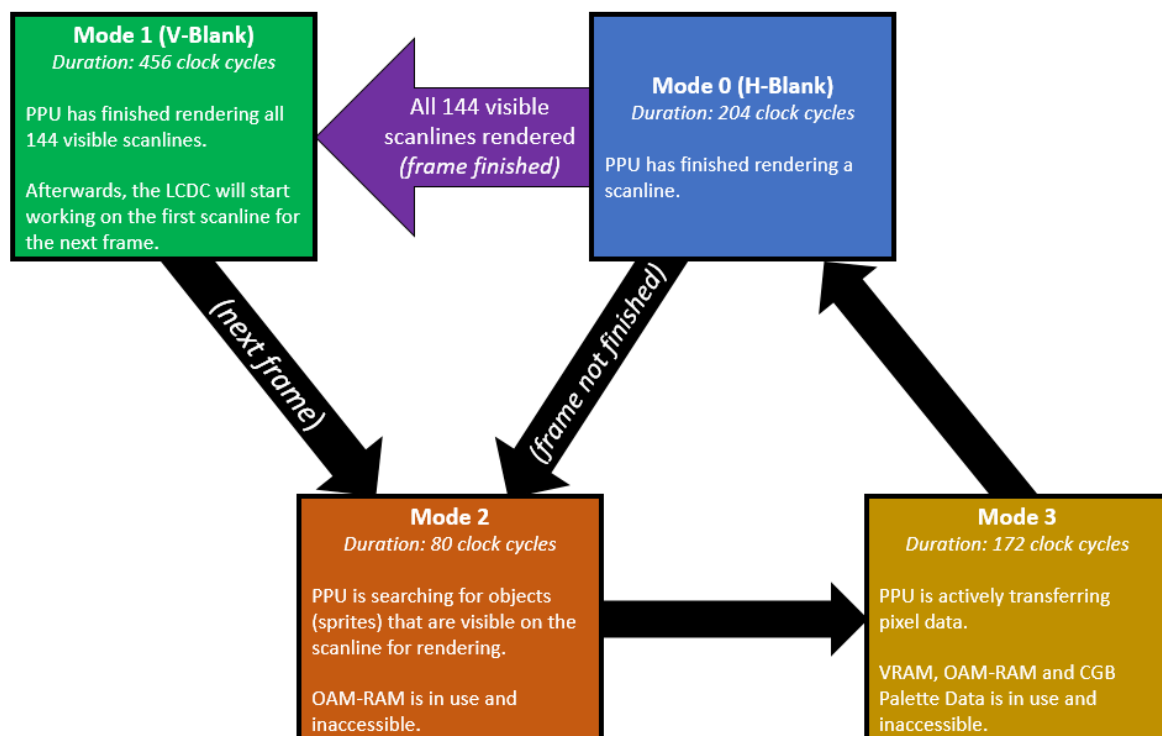 Mode 1 (V-Blank)
Duration: 456 clock cycles
PPU has finished rendering all
144 visible scanlines.
Afterwards, the LCDC will start
working on the first scanline for
the next frame.
All 144 visible
scanlines rendered
(frame finished)
Mode 0 (H-Blank)
Duration: 204 clock cycles
PPU has finished rendering a
scanline.
(next frame)
(frame not finished)
Mode 2
Duration: 80 clock cycles
PPU is searching for objects
(sprites) that are visible on the
scanline for rendering.
OAM-RAM is in use and
inaccessible.
Mode 3
Duration: 172 clock cycles
PPU is actively transferring
pixel data.
VRAM, OAM-RAM and CGB
Palette Data is in use and
inaccessible.